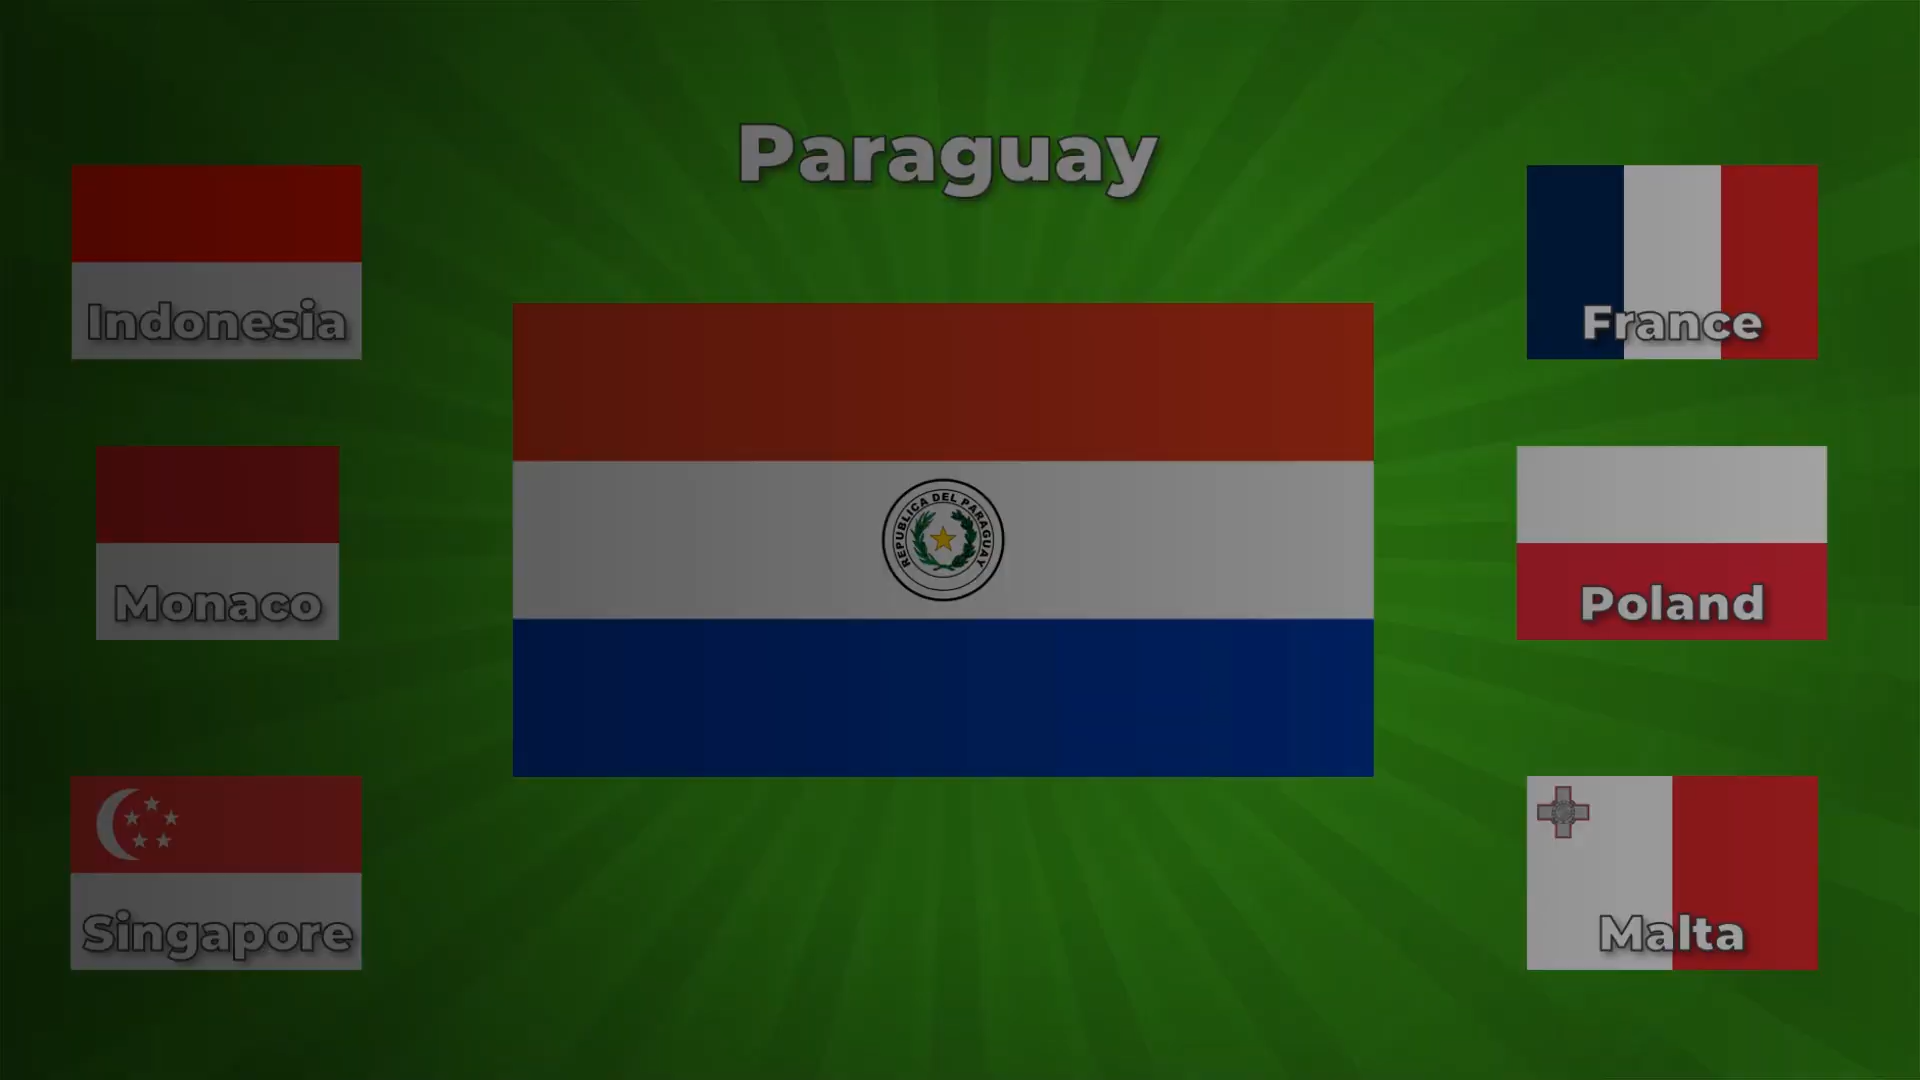 Paraguay
Indonesia
France
REPUBLICA DEL PARAGUAY
Monaco
Poland
Singapore
Malta